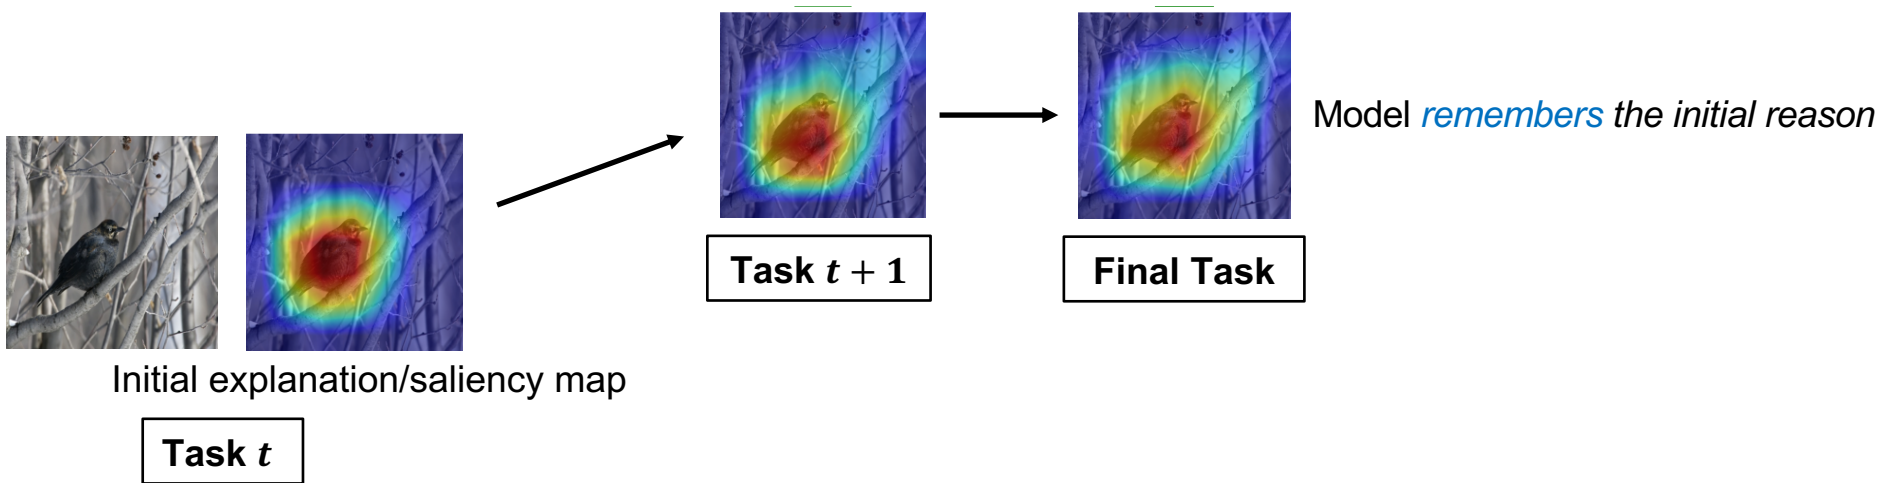 Model remembers the initial reason
Task t + 1
Final Task
Initial explanation/saliency map
Task t